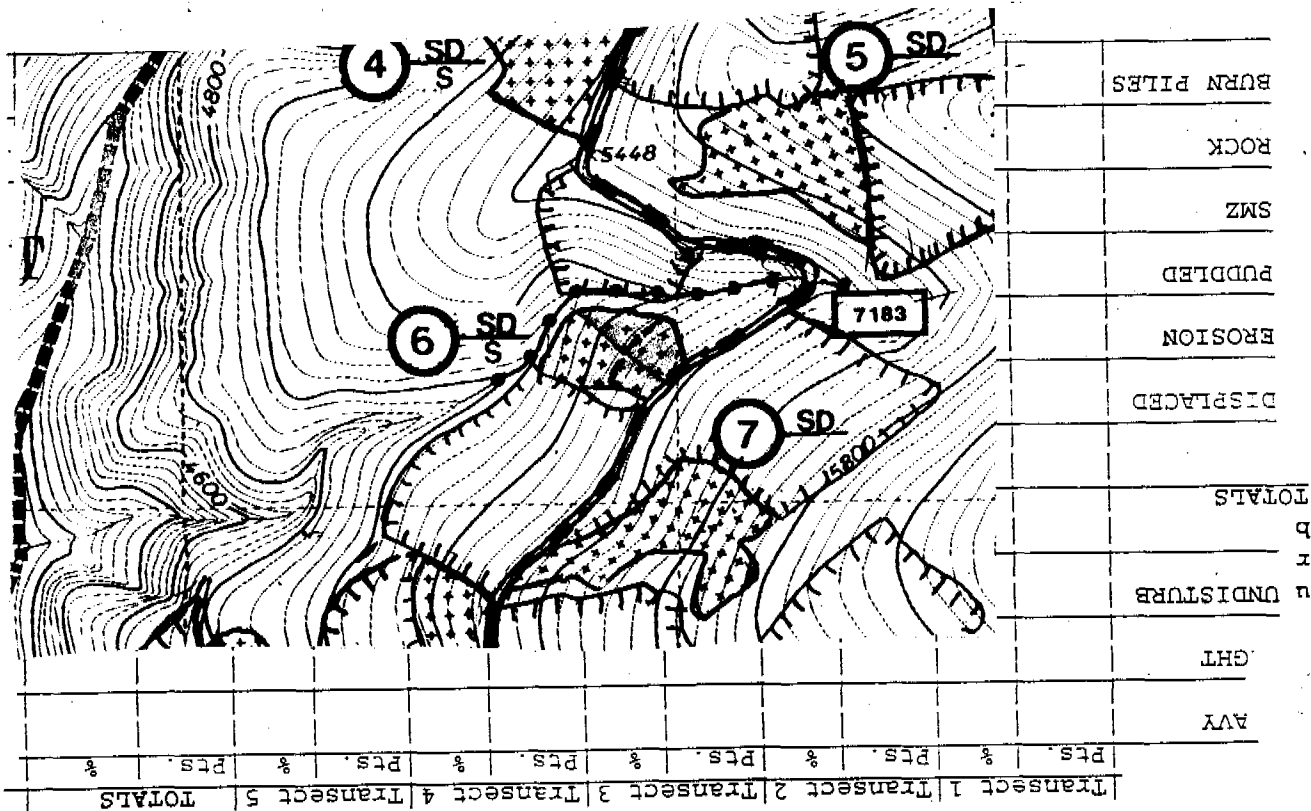 4 SD
S
5 SD
4800
5448
7183
6 SD
S
7 SD
5800
4600
Transect 1 Transect 2 Transect 3 Transect 4 Transect 5 TOTALS
Pts. % Pts. % Pts. % Pts. % Pts. % Pts. %
AVY
GHT
UNDISTURB
TOTALS
DISPLACED
EROSION
PUDDLED
SMZ
ROCK
BURN PILES